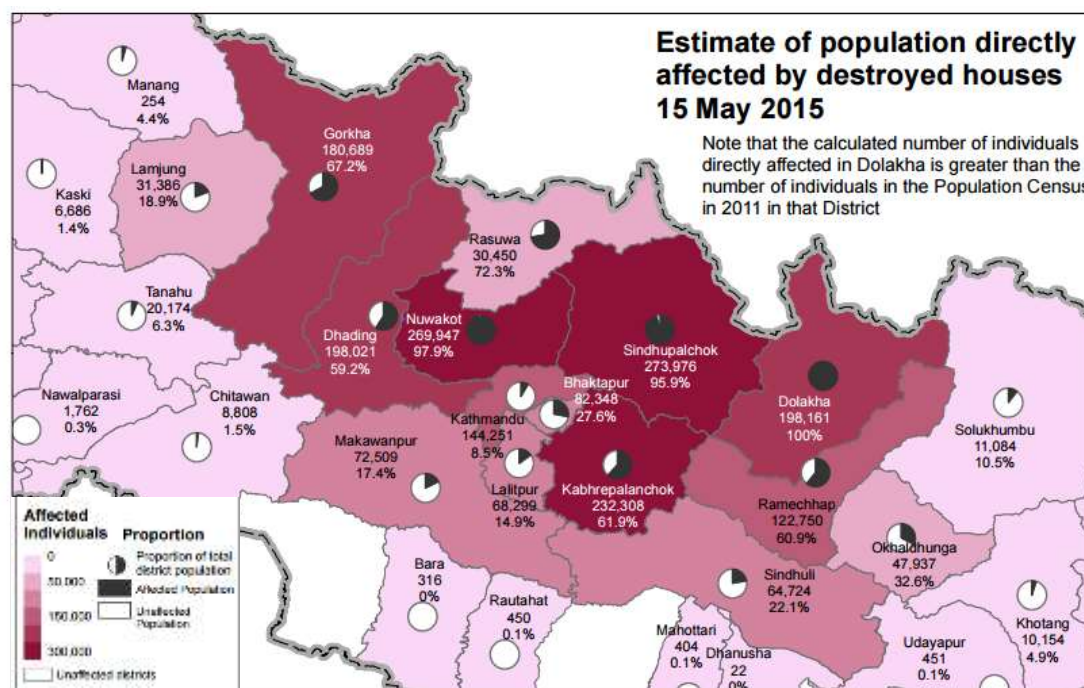 Estimate of population directly
affected by destroyed houses
15 May 2015
Note that the calculated number of individuals
directly affected in Dolakha is greater than the
number of individuals in the Population Census
in 2011 in that District
Manang
254
4.4%
Gorkha
180,689
67.2%
Lamjung
31,386
18.9%
Kaski
6,686
1.4%
Rasuwa
30,450
72.3%
Tanahu
20,174
6.3%
Nuwakot
269,947
97.9%
Dhading
198,021
59.2%
Sindhupalchok
273,976
95.9%
Bhaktapur
82,348
27.6%
Dolakha
198,161
100%
Nawalparasi
1,762
0.3%
Chitawan
8,808
1.5%
Kathmandu
144,251
8.5%
Solukhumbu
11,084
10.5%
Makawanpur
72,509
17.4%
Lalitpur
68,299
14.9%
Kabhrepalanchok
232,308
61.9%
Ramechhap
122,750
60.9%
Okhaldhunga
47,937
32.6%
Sindhuli
64,724
22.1%
Bara
316
0%
Rautahat
450
0.1%
Mahottari
404
0.1%
Dhanusha
22
0%
Udayapur
451
0.1%
Khotang
10,154
4.9%
Affected
Individuals
0
50,000
150,000
300,000
Proportion
Proportion of total
district population
Affected Population
Unaffected
Population
Unaffected districts